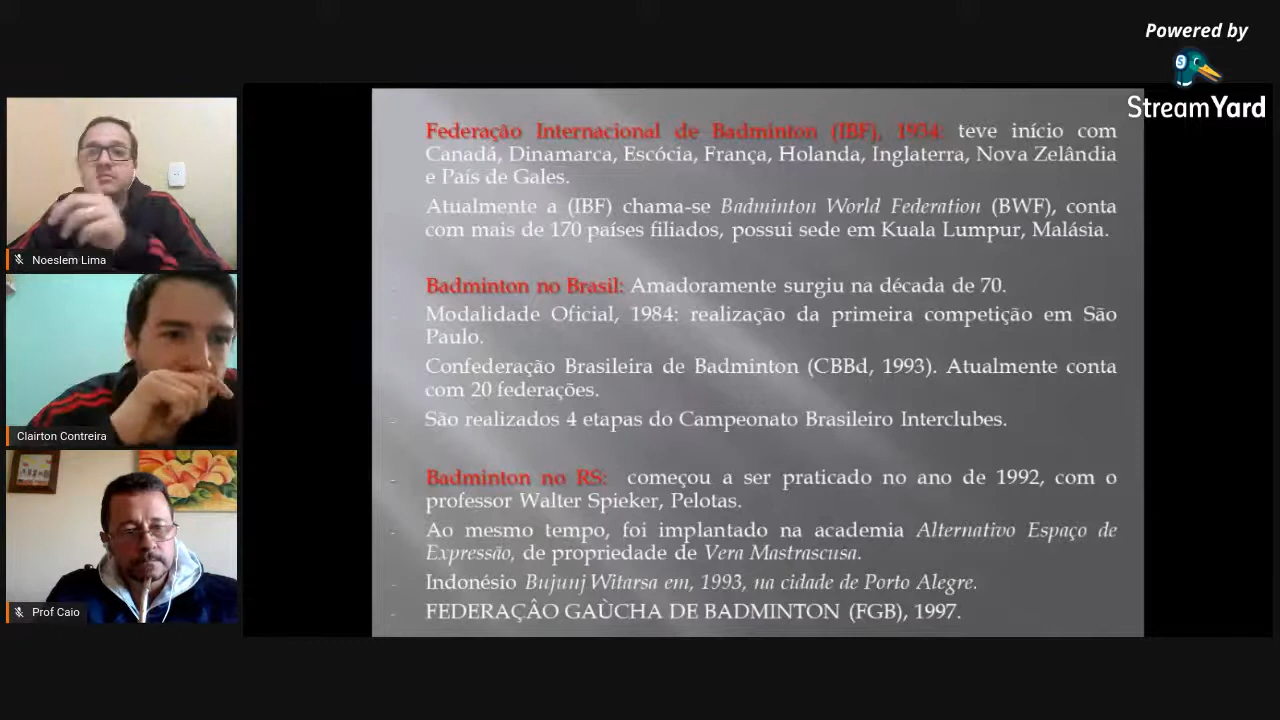 Powered by
StreamYard
Federação Internacional de Badminton (IBF), 1934: teve início com
Canadá, Dinamarca, Escócia, França, Holanda, Inglaterra, Nova Zelândia
e País de Gales.
Atualmente a (IBF) chama-se Badminton World Federation (BWF), conta
com mais de 170 países filiados, possui sede em Kuala Lumpur, Malásia.
- Badminton no Brasil: Amadoramente surgiu na década de 70.
- Modalidade Oficial, 1984: realização da primeira competição em São
Paulo.
Confederação Brasileira de Badminton (CBBd, 1993). Atualmente conta
com 20 federações.
- São realizados 4 etapas do Campeonato Brasileiro Interclubes.
- Badminton no RS: começou a ser praticado no ano de 1992, com o
professor Walter Spieker, Pelotas.
- Ao mesmo tempo, foi implantado na academia Alternativo Espaço de
Expressão, de propriedade de Vera Mastrascusa.
- Indonésio Bujunj Witarsa em, 1993, na cidade de Porto Alegre.
- FEDERAÇÂO GAÙCHA DE BADMINTON (FGB), 1997.
Noeslem Lima
Clairton Contreira
Prof Caio